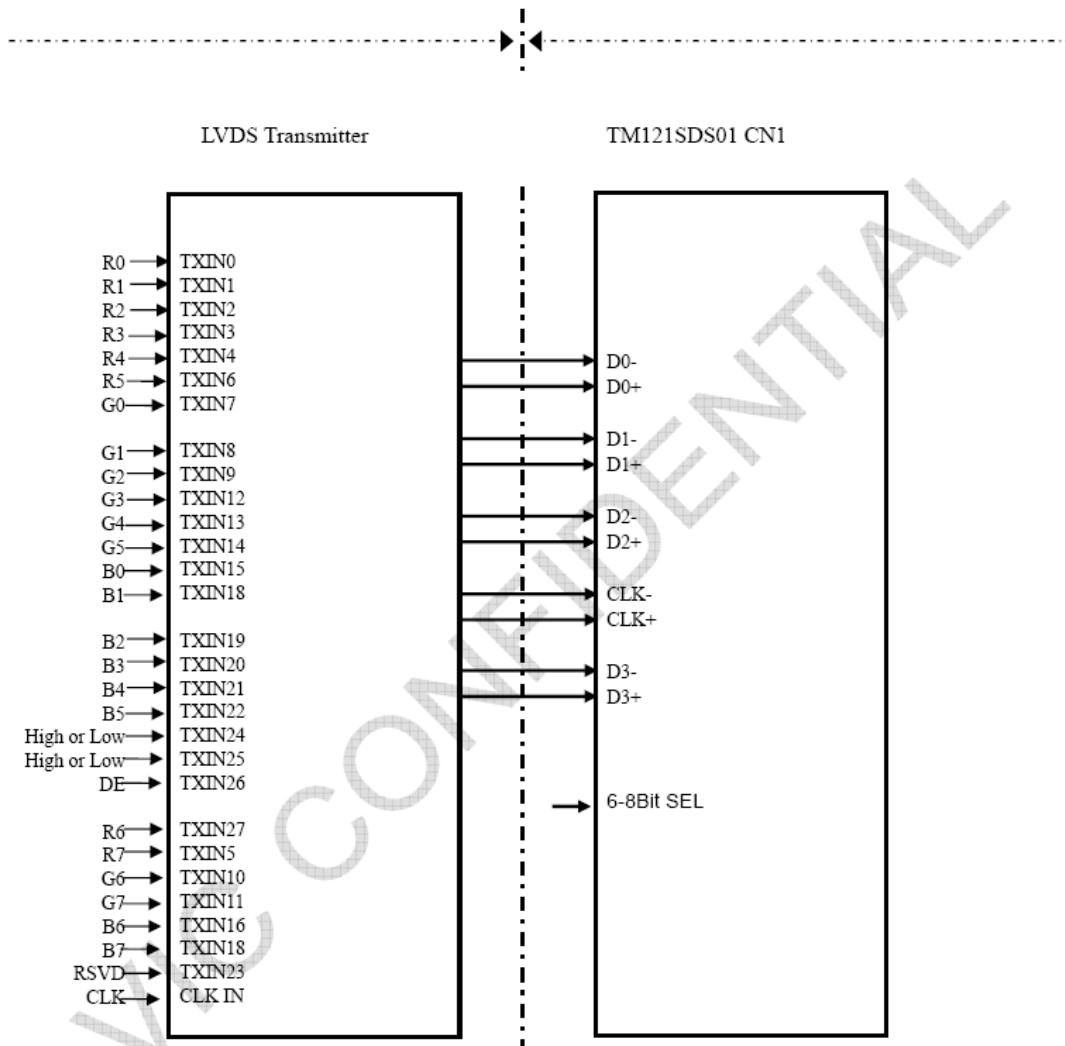 LVDS Transmitter
TM121SDS01 CN1
R0 TXIN0
R1 TXIN1
R2 TXIN2
R3 TXIN3
R4 TXIN4
R5 TXIN6
G0 TXIN7
G1 TXIN8
G2 TXIN9
G3 TXIN12
G4 TXIN13
G5 TXIN14
B0 TXIN15
B1 TXIN18
B2 TXIN19
B3 TXIN20
B4 TXIN21
B5 TXIN22
High or Low TXIN24
High or Low TXIN25
DE TXIN26
R6 TXIN27
R7 TXIN5
G6 TXIN10
G7 TXIN11
B6 TXIN16
B7 TXIN18
RSVD TXIN23
CLK CLK IN
D0-
D0+
D1-
D1+
D2-
D2+
CLK-
CLK+
D3-
D3+
6-8Bit SEL
VIC CONFIDENTIAL